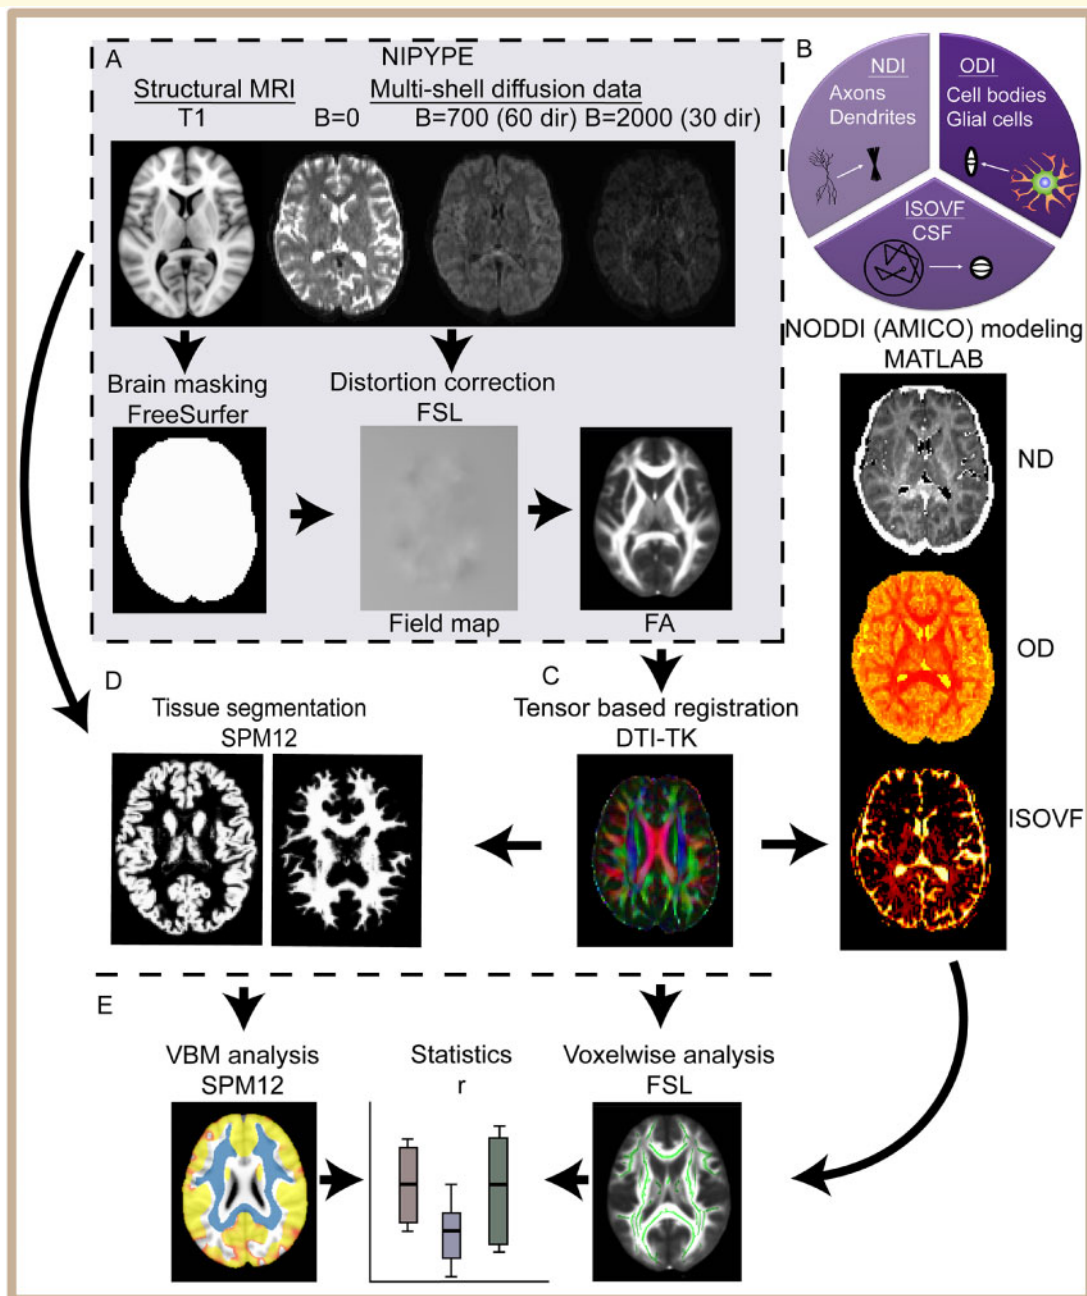 A
NIPYPE
Structural MRI
Multi-shell diffusion data
T1
B=0
B=700 (60 dir)
B=2000 (30 dir)
Brain masking
FreeSurfer
Distortion correction
FSL
Field map
FA
B
NDI
Axons
Dendrites
ODI
Cell bodies
Glial cells
ISOVF
CSF
NODDI (AMICO) modeling
MATLAB
ND
OD
ISOVF
D
Tissue segmentation
SPM12
C
Tensor based registration
DTI-TK
E
VBM analysis
SPM12
Statistics
r
Voxelwise analysis
FSL